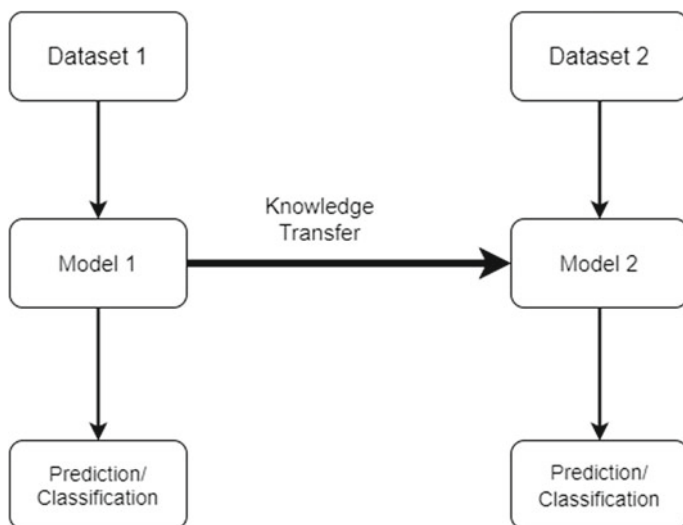 Dataset 1
Dataset 2
Knowledge
Transfer
Model 1
Model 2
Prediction/
Classification
Prediction/
Classification